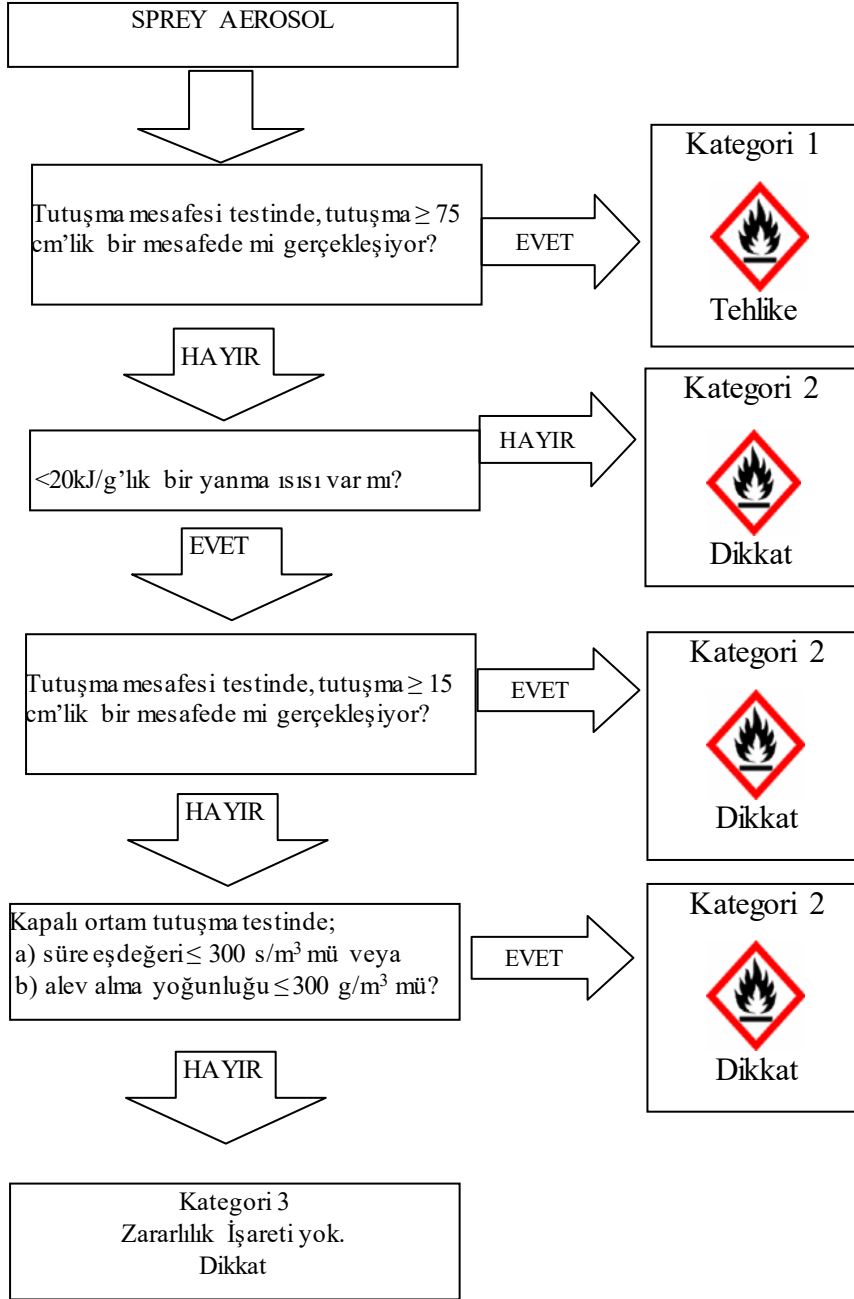 SPREY AEROSOL
Tutuşma mesafesi testinde, tutuşma ≥ 75
cm’lik bir mesafede mi gerçekleşiyor?
EVET
Kategori 1
Tehlike
HAYIR
<20kJ/g’lık bir yanma ısısı var mı?
HAYIR
Kategori 2
Dikkat
EVET
Tutuşma mesafesi testinde, tutuşma ≥ 15
cm’lik bir mesafede mi gerçekleşiyor?
EVET
Kategori 2
Dikkat
HAYIR
Kapalı ortam tutuşma testinde;
a) süre eşdeğeri ≤ 300 s/m³ mü veya
b) alev alma yoğunluğu ≤ 300 g/m³ mü?
EVET
Kategori 2
Dikkat
HAYIR
Kategori 3
Zararlılık İşareti yok.
Dikkat